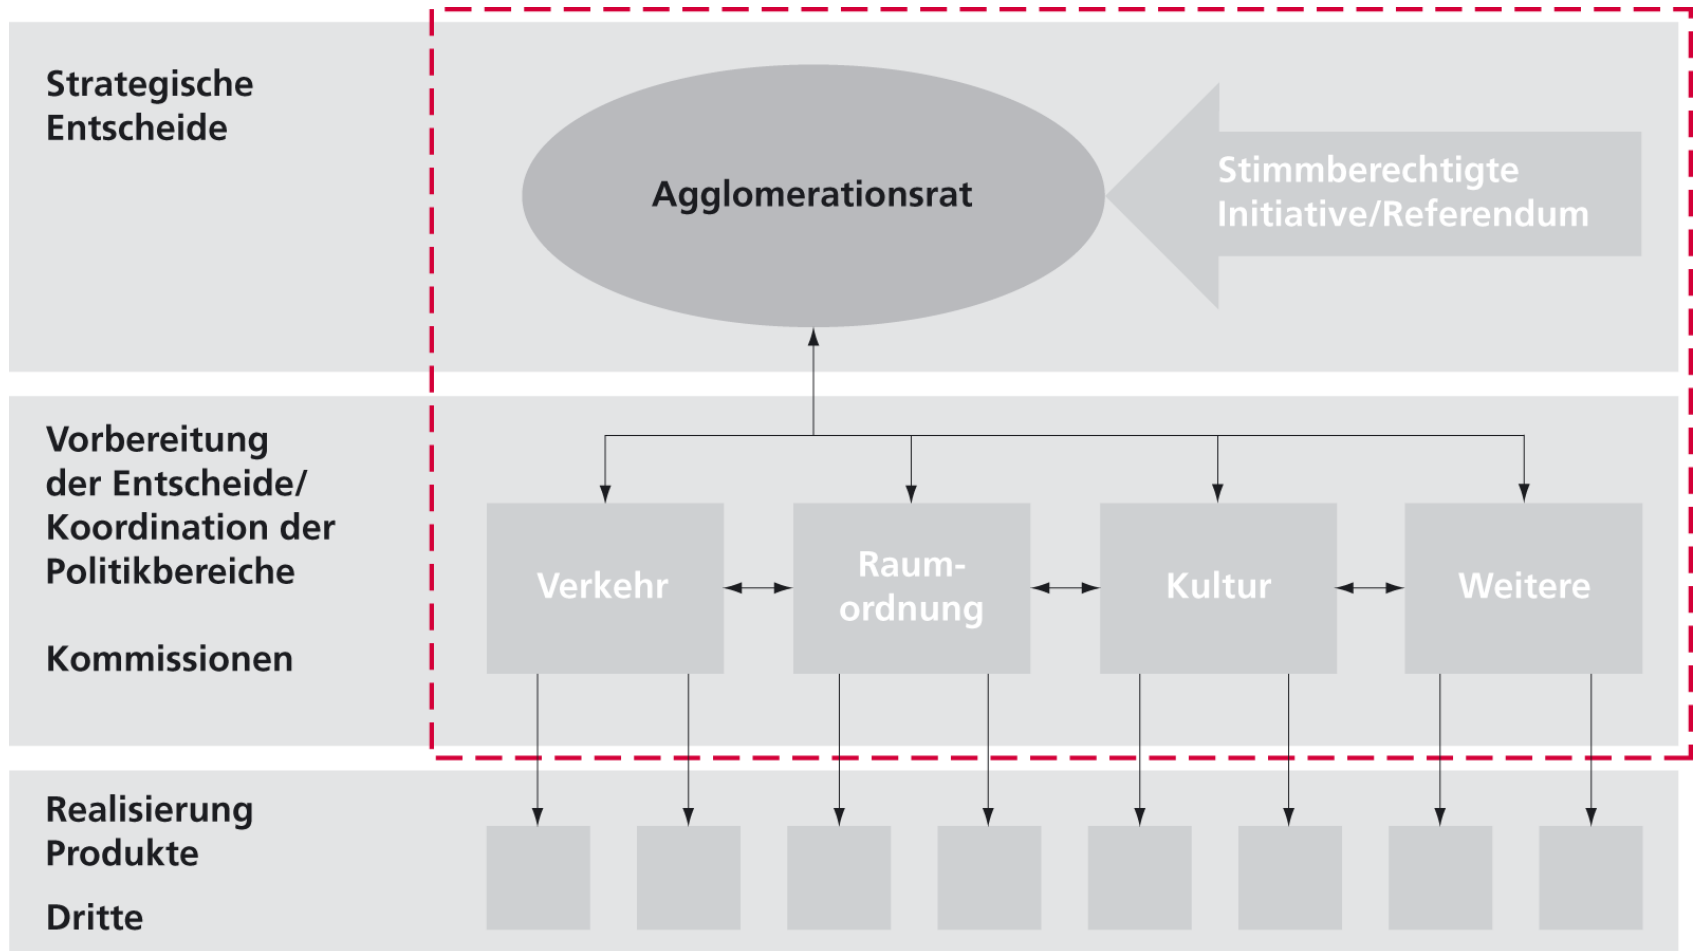 Strategische
Entscheide
Agglomerationsrat
Stimmberechtigte
Initiative/Referendum
Vorbereitung
der Entscheide/
Koordination der
Politikbereiche
Kommissionen
Verkehr
Raum-
ordnung
Kultur
Weitere
Realisierung
Produkte
Dritte